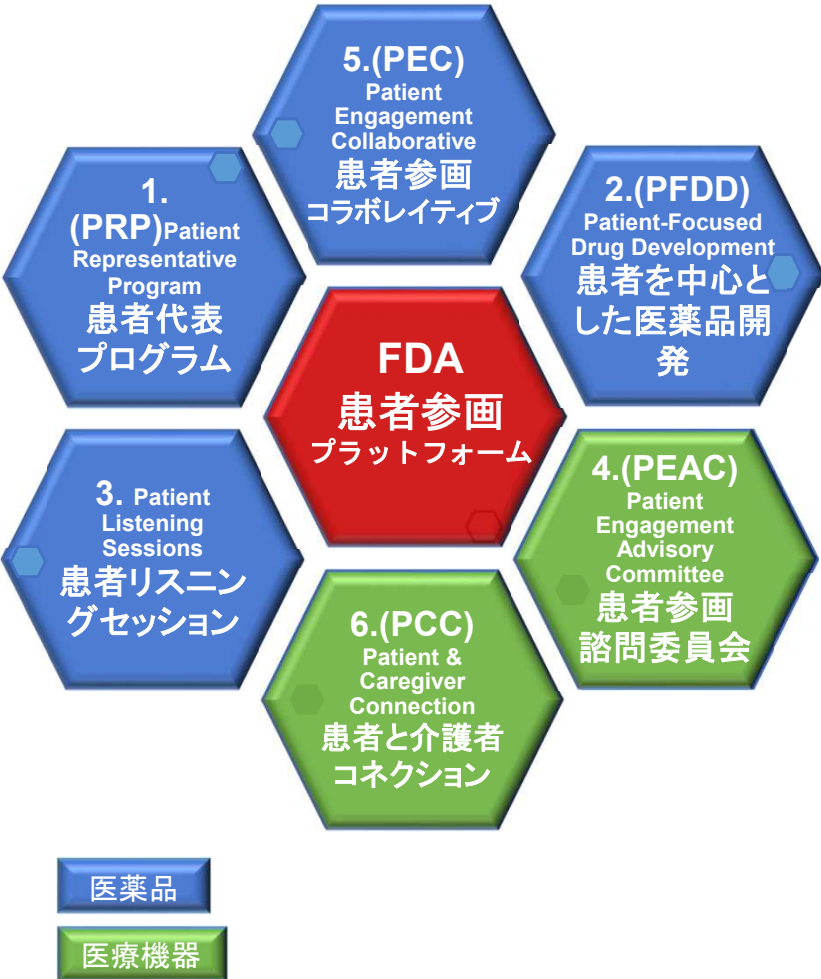 5.(PEC)
Patient
Engagement
Collaborative
患者参画
コラボレイティブ
1.
(PRP)Patient
Representative
Program
患者代表
プログラム
2.(PFDD)
Patient-Focused
Drug Development
患者を中心と
した医薬品開
発
FDA
患者参画
プラットフォーム
3. Patient
Listening
Sessions
患者リスニン
グセッション
4.(PEAC)
Patient
Engagement
Advisory
Committee
患者参画
諮問委員会
6.(PCC)
Patient &
Caregiver
Connection
患者と介護者
コネクション
医薬品
医療機器